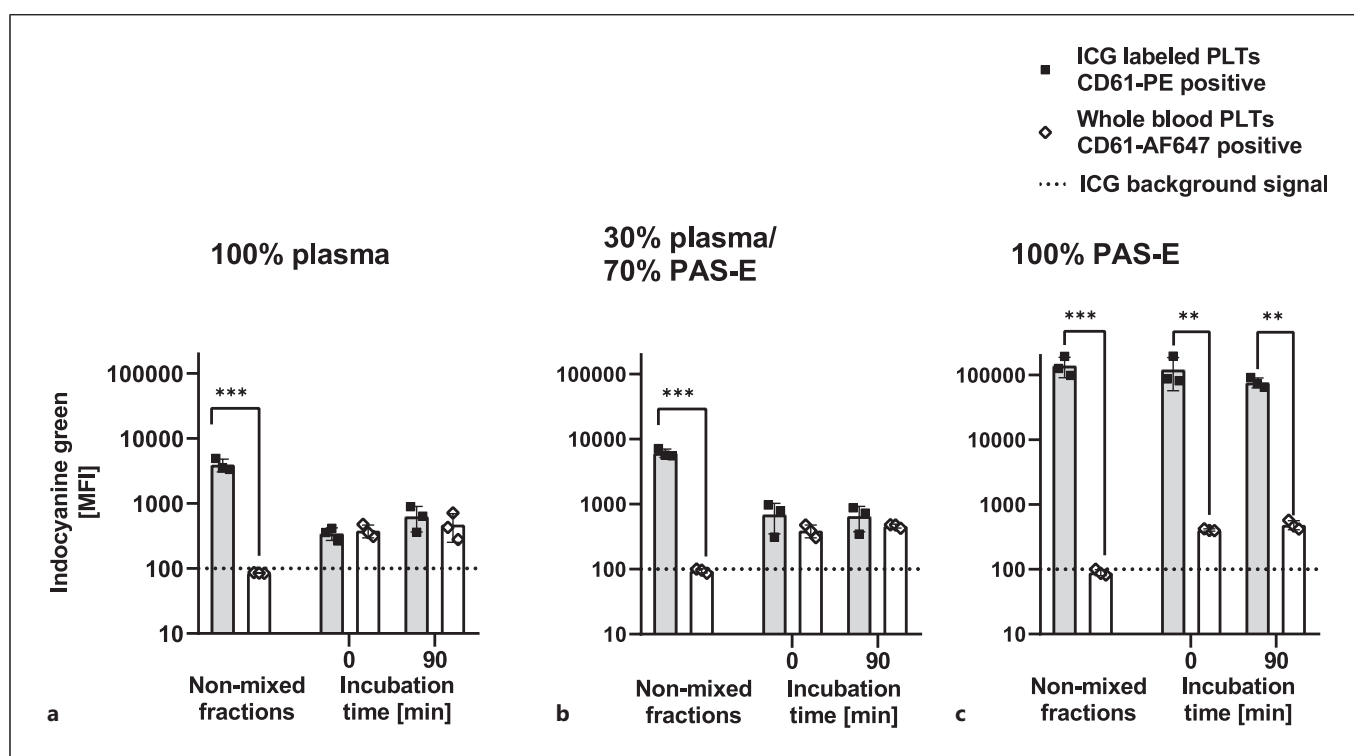 ICG labeled PLTs
CD61-PE positive
Whole blood PLTs
CD61-AF647 positive
ICG background signal
100% plasma
30% plasma/
70% PAS-E
100% PAS-E
Indocyanine green
[MFI]
100000
10000
1000
100
10
***
0
90
Non-mixed
fractions
Incubation
time [min]
a
100000
10000
1000
100
10
***
0
90
Non-mixed
fractions
Incubation
time [min]
b
100000
10000
1000
100
10
***
**
**
0
90
Non-mixed
fractions
Incubation
time [min]
c